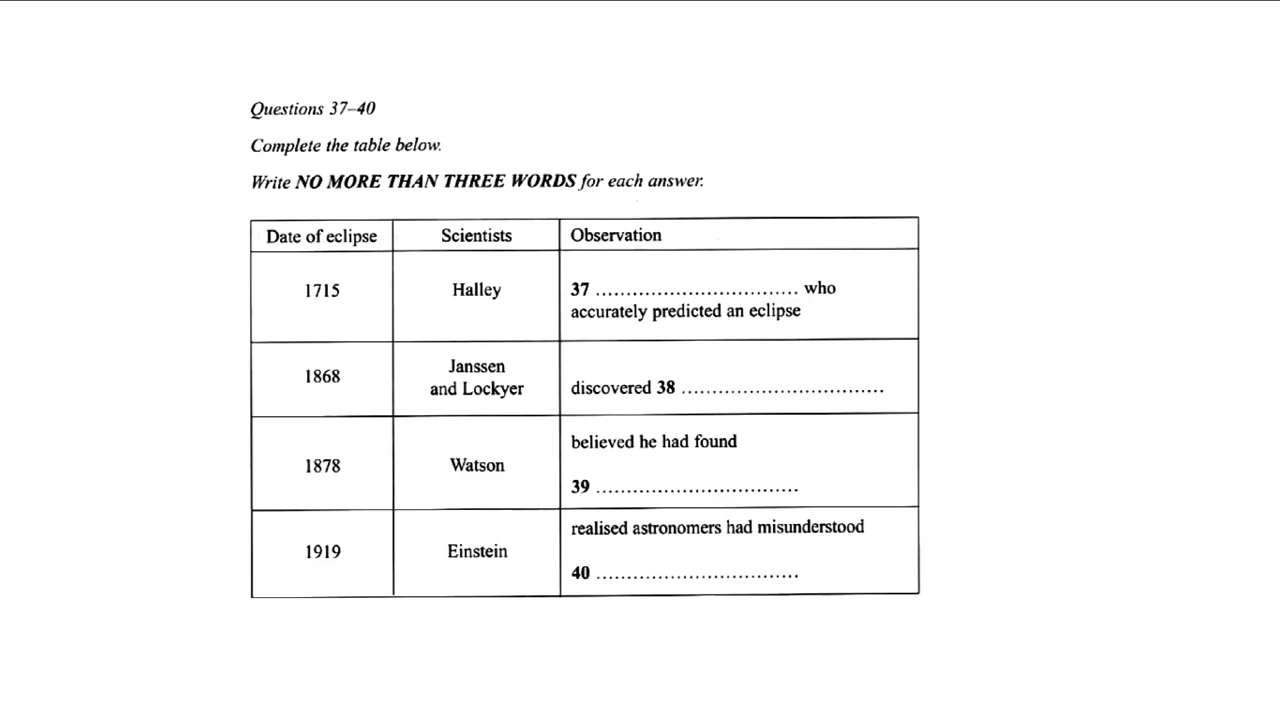 Questions 37–40
Complete the table below.
Write NO MORE THAN THREE WORDS for each answer.
Date of eclipse Scientists Observation
1715 Halley 37 ................................. who
accurately predicted an eclipse
1868 Janssen
and Lockyer discovered 38 .................................
1878 Watson believed he had found
39 .................................
1919 Einstein realised astronomers had misunderstood
40 .................................